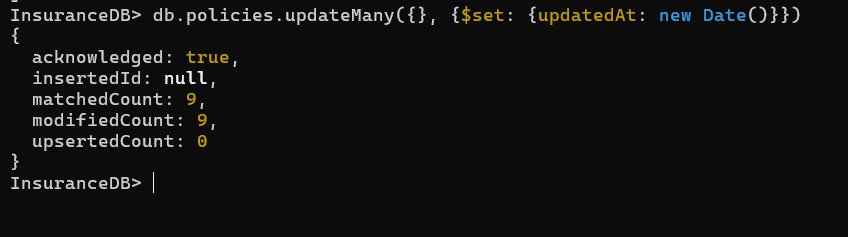 InsuranceDB> db.policies.updateMany({}, {$set: {updatedAt: new Date()}})
{
  acknowledged: true,
  insertedId: null,
  matchedCount: 9,
  modifiedCount: 9,
  upsertedCount: 0
}
InsuranceDB>